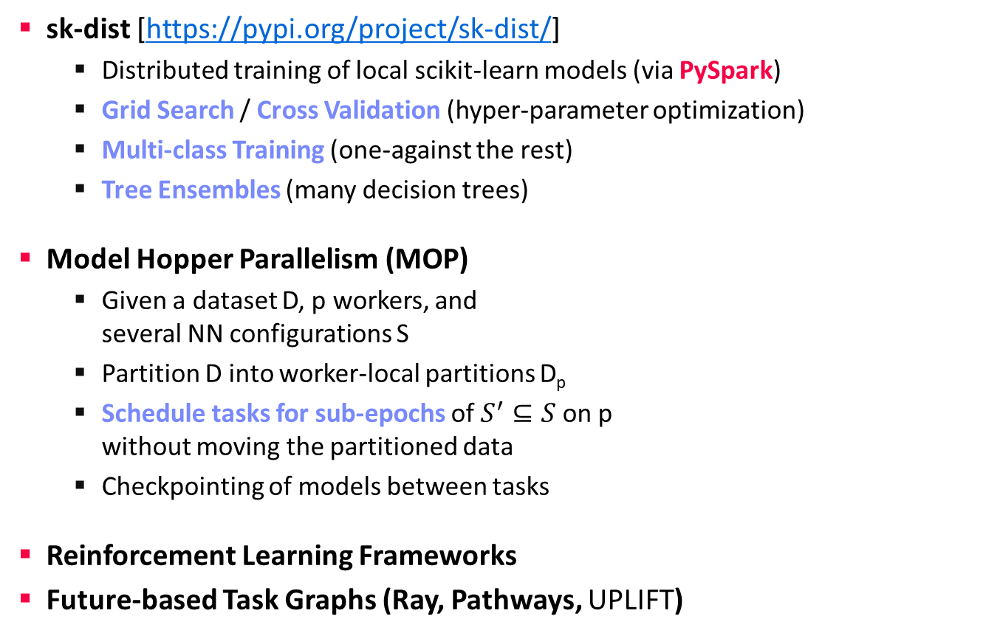 sk-dist [https://pypi.org/project/sk-dist/]
Distributed training of local scikit-learn models (via PySpark)
Grid Search / Cross Validation (hyper-parameter optimization)
Multi-class Training (one-against the rest)
Tree Ensembles (many decision trees)
Model Hopper Parallelism (MOP)
Given a dataset D, p workers, and
several NN configurations S
Partition D into worker-local partitions Dₚ
Schedule tasks for sub-epochs of 𝑆′ ⊆ 𝑆 on p
without moving the partitioned data
Checkpointing of models between tasks
Reinforcement Learning Frameworks
Future-based Task Graphs (Ray, Pathways, UPLIFT)